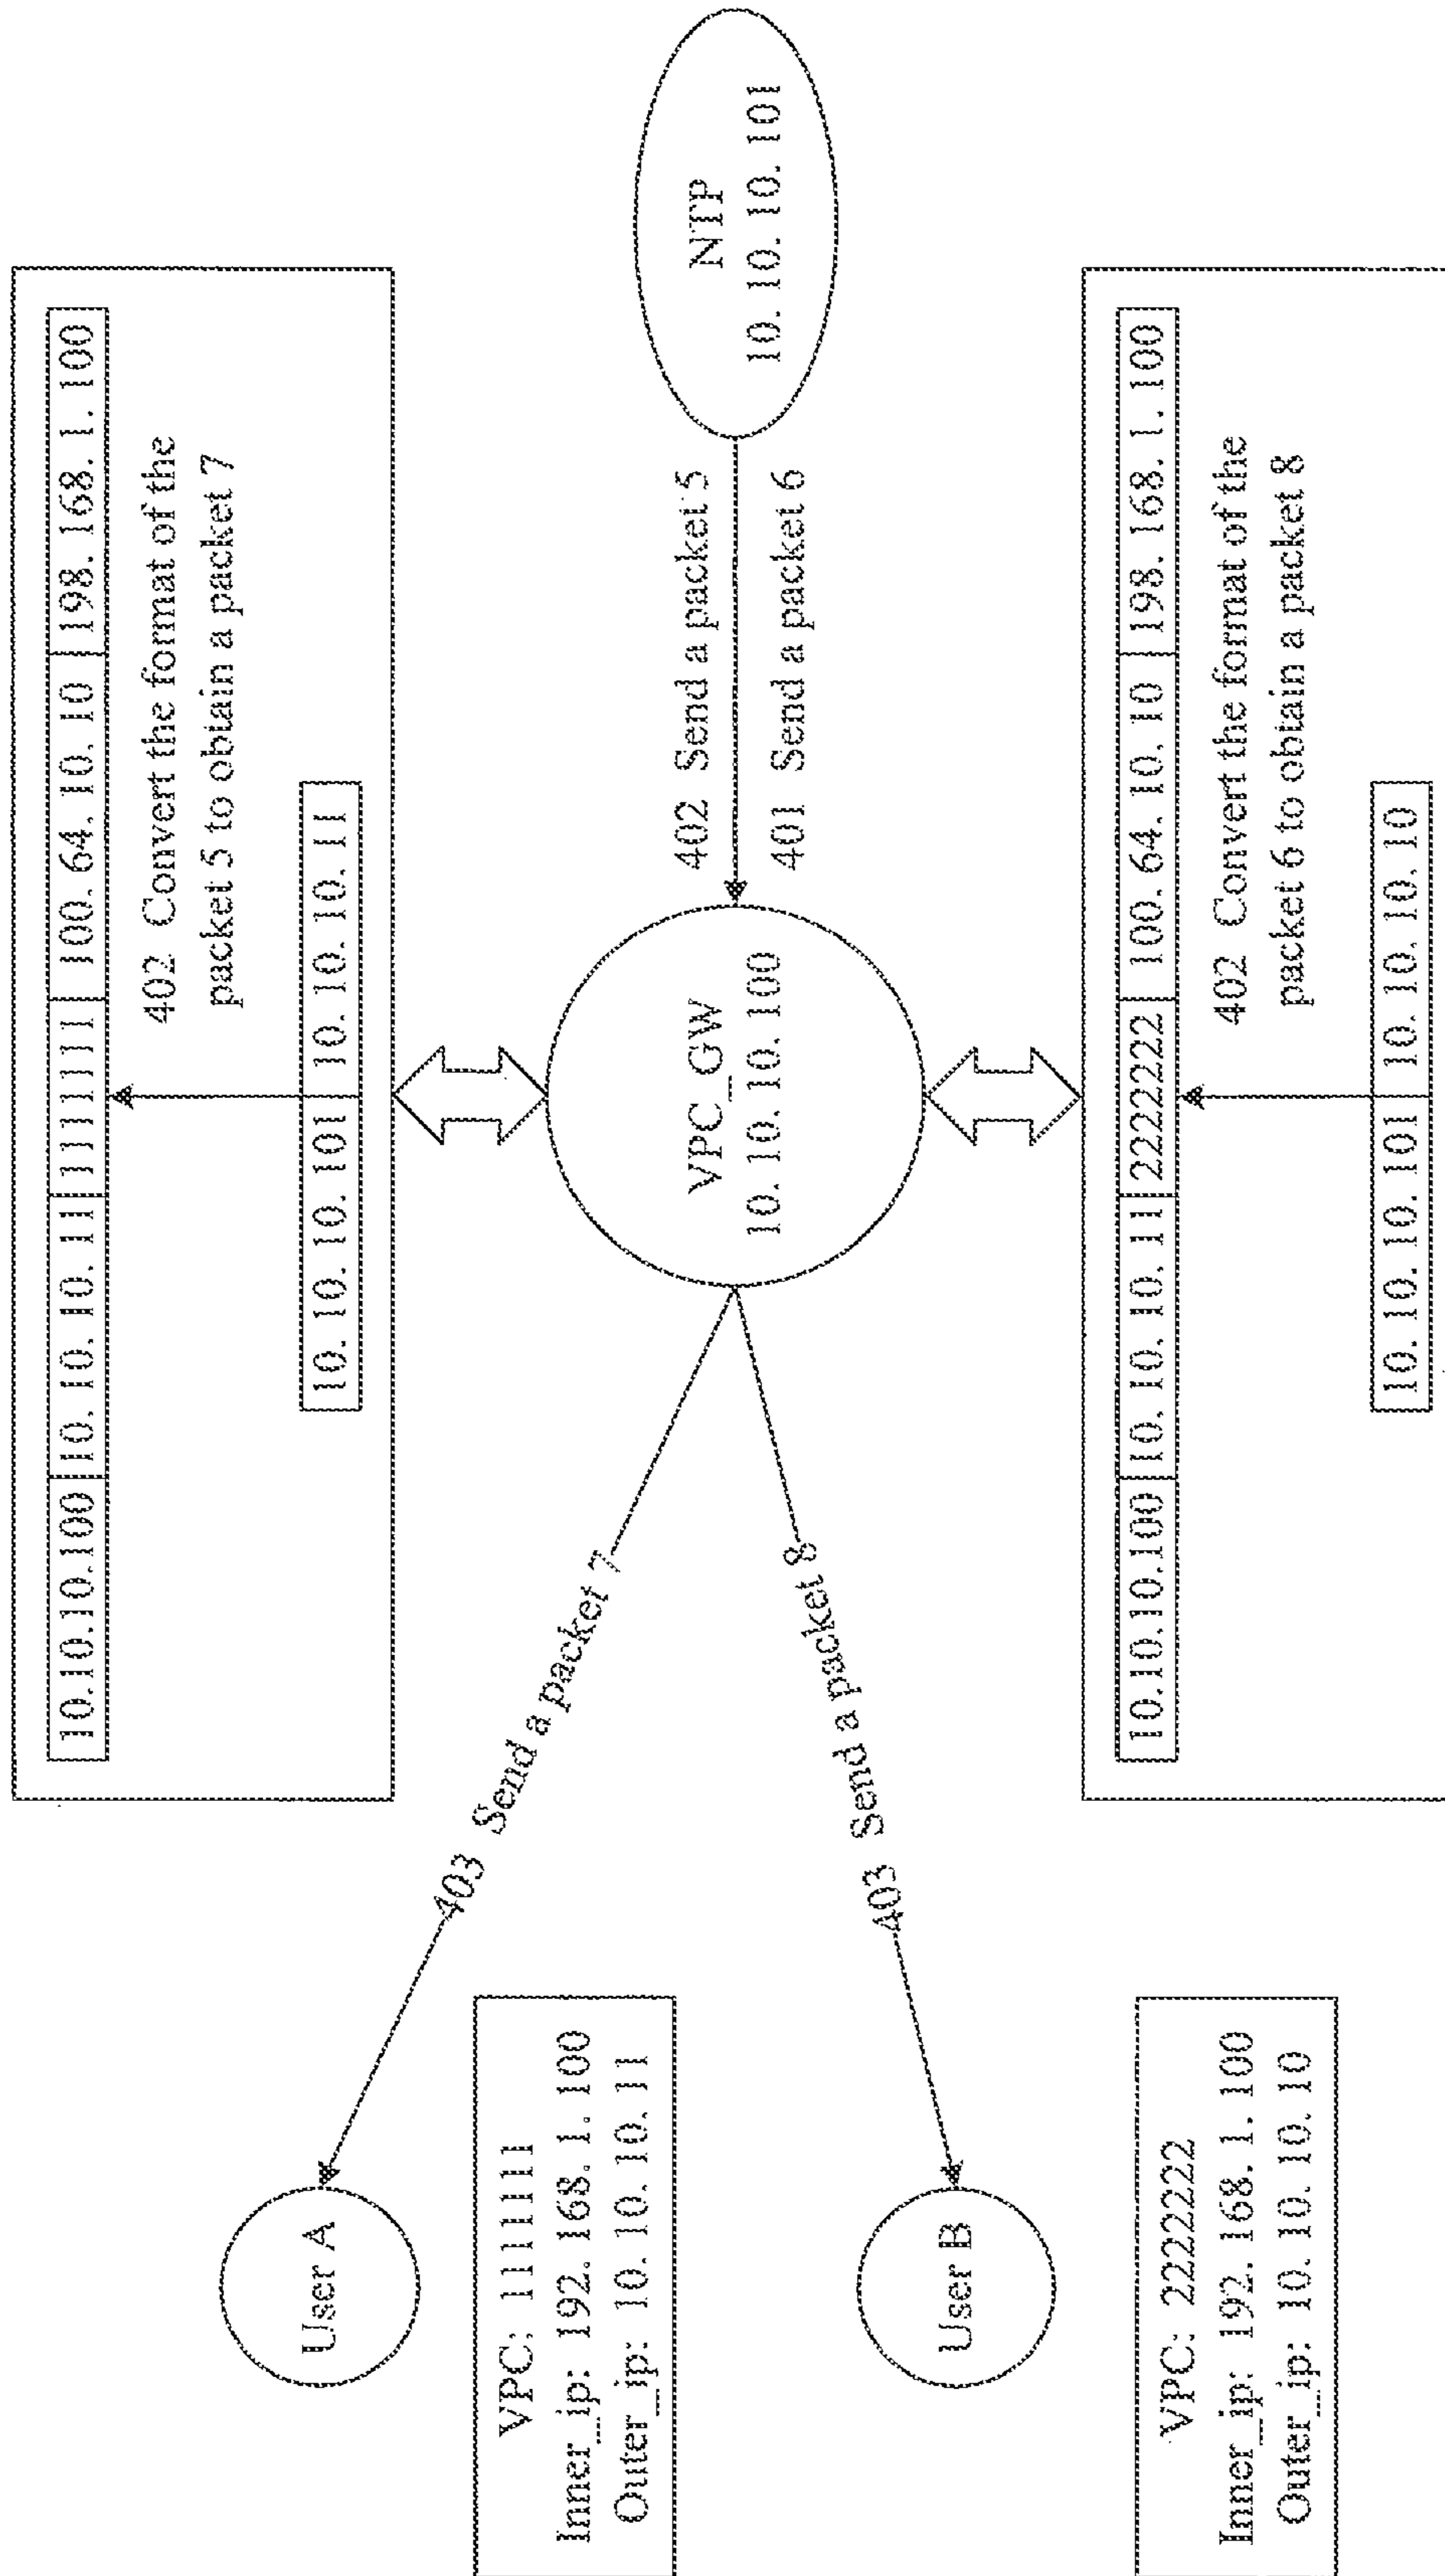 10.10.10.100 10. 10. 10. 11 1111111 100. 64. 10. 10 198. 168. 1. 100
402 Convert the format of the
packet 5 to obtain a packet 7
10. 10. 10. 101 10. 10. 10. 11
User A
VPC: 1111111
Inner_ip: 192. 168. 1. 100
Outer_ip: 10. 10. 10. 11
403 Send a packet 7
VPC_GW
10. 10. 10. 100
402 Send a packet 5
401 Send a packet 6
NTP
10. 10. 10. 101
403 Send a packet 8
User B
VPC: 2222222
Inner_ip: 192. 168. 1. 100
Outer_ip: 10. 10. 10. 10
10.10.10.100 10. 10. 10. 11 2222222 100. 64. 10. 10 198. 168. 1. 100
402 Convert the format of the
packet 6 to obtain a packet 8
10. 10. 10. 101 10. 10. 10. 10